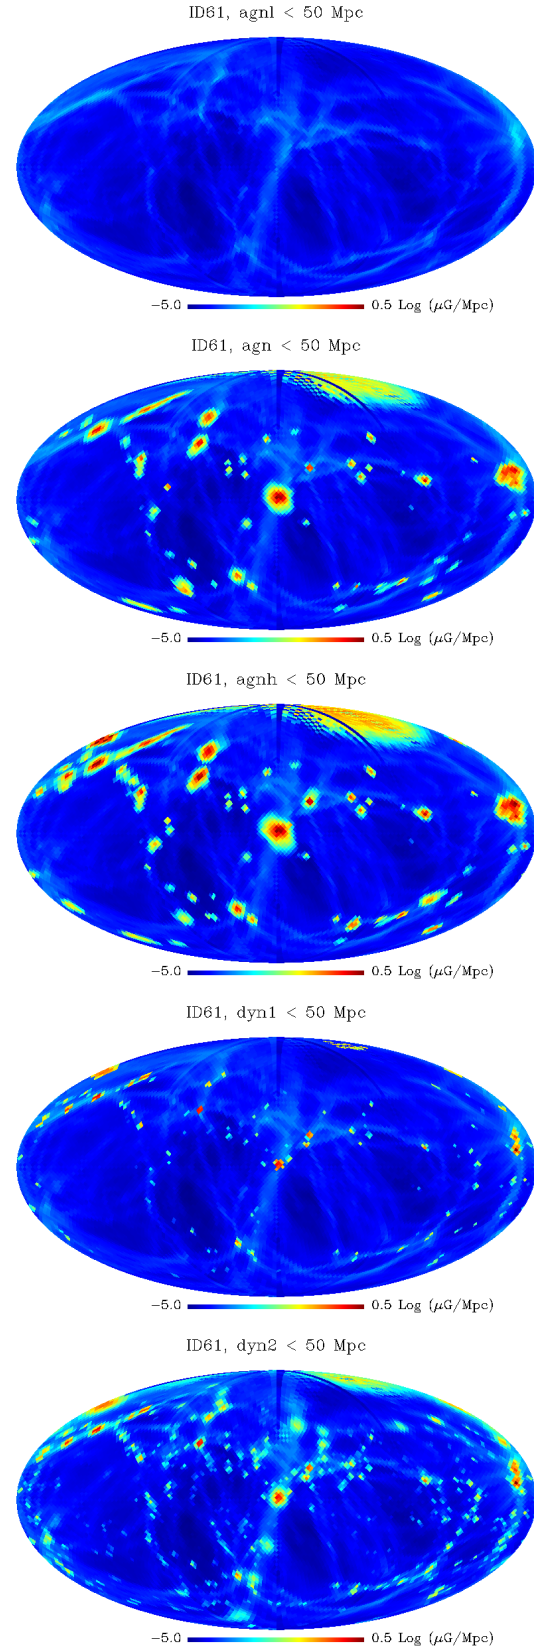 ID61, agnl < 50 Mpc
−5.0 0.5 Log (μG/Mpc)
ID61, agn < 50 Mpc
−5.0 0.5 Log (μG/Mpc)
ID61, agnh < 50 Mpc
−5.0 0.5 Log (μG/Mpc)
ID61, dyn1 < 50 Mpc
−5.0 0.5 Log (μG/Mpc)
ID61, dyn2 < 50 Mpc
−5.0 0.5 Log (μG/Mpc)